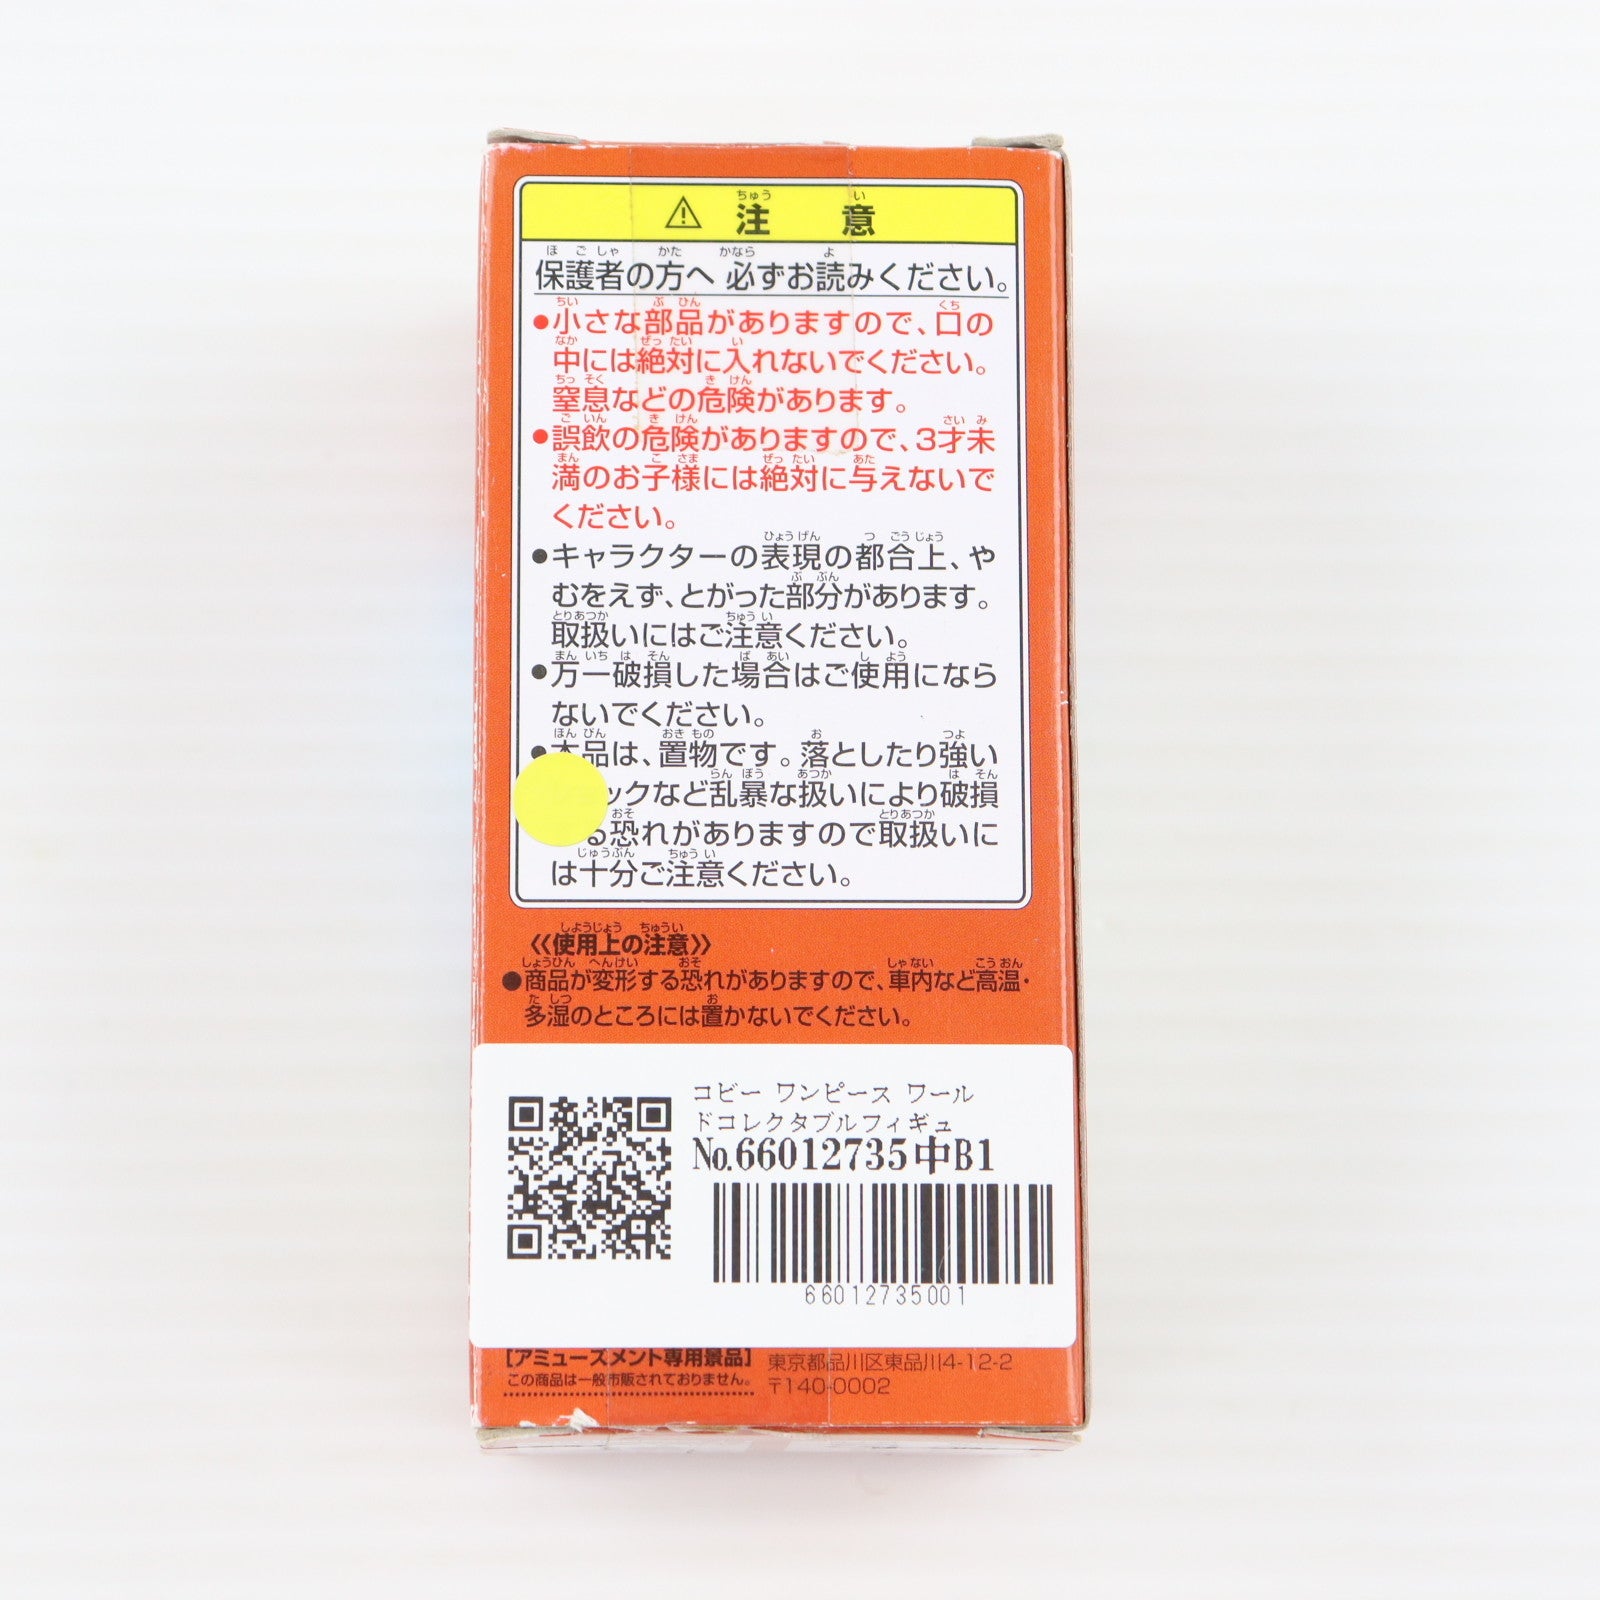 ⚠ 注意
保護者の方へ 必ずお読みください。
●小さな部品がありますので、口の
中には絶対に入れないでください。
窒息などの危険があります。
●誤飲の危険がありますので、3才未
満のお子様には絶対に与えないで
ください。
●キャラクターの表現の都合上、や
むをえず、とがった部分があります。
取扱いにはご注意ください。
●万一破損した場合はご使用になら
ないでください。
●本品は、置物です。落としたり強い
ックなど乱暴な扱いにより破損
る恐れがありますので取扱いに
は十分ご注意ください。
《使用上の注意》
●商品が変形する恐れがありますので、車内など高温・
多湿のところには置かないでください。
コビー ワンピース ワール
ドコレクタブルフィギュ
No.66012735中B1
66012735001
[アミューズメント専用景品]
この商品は一般市販されておりません。
東京都品川区東品川4-12-2
〒140-0002